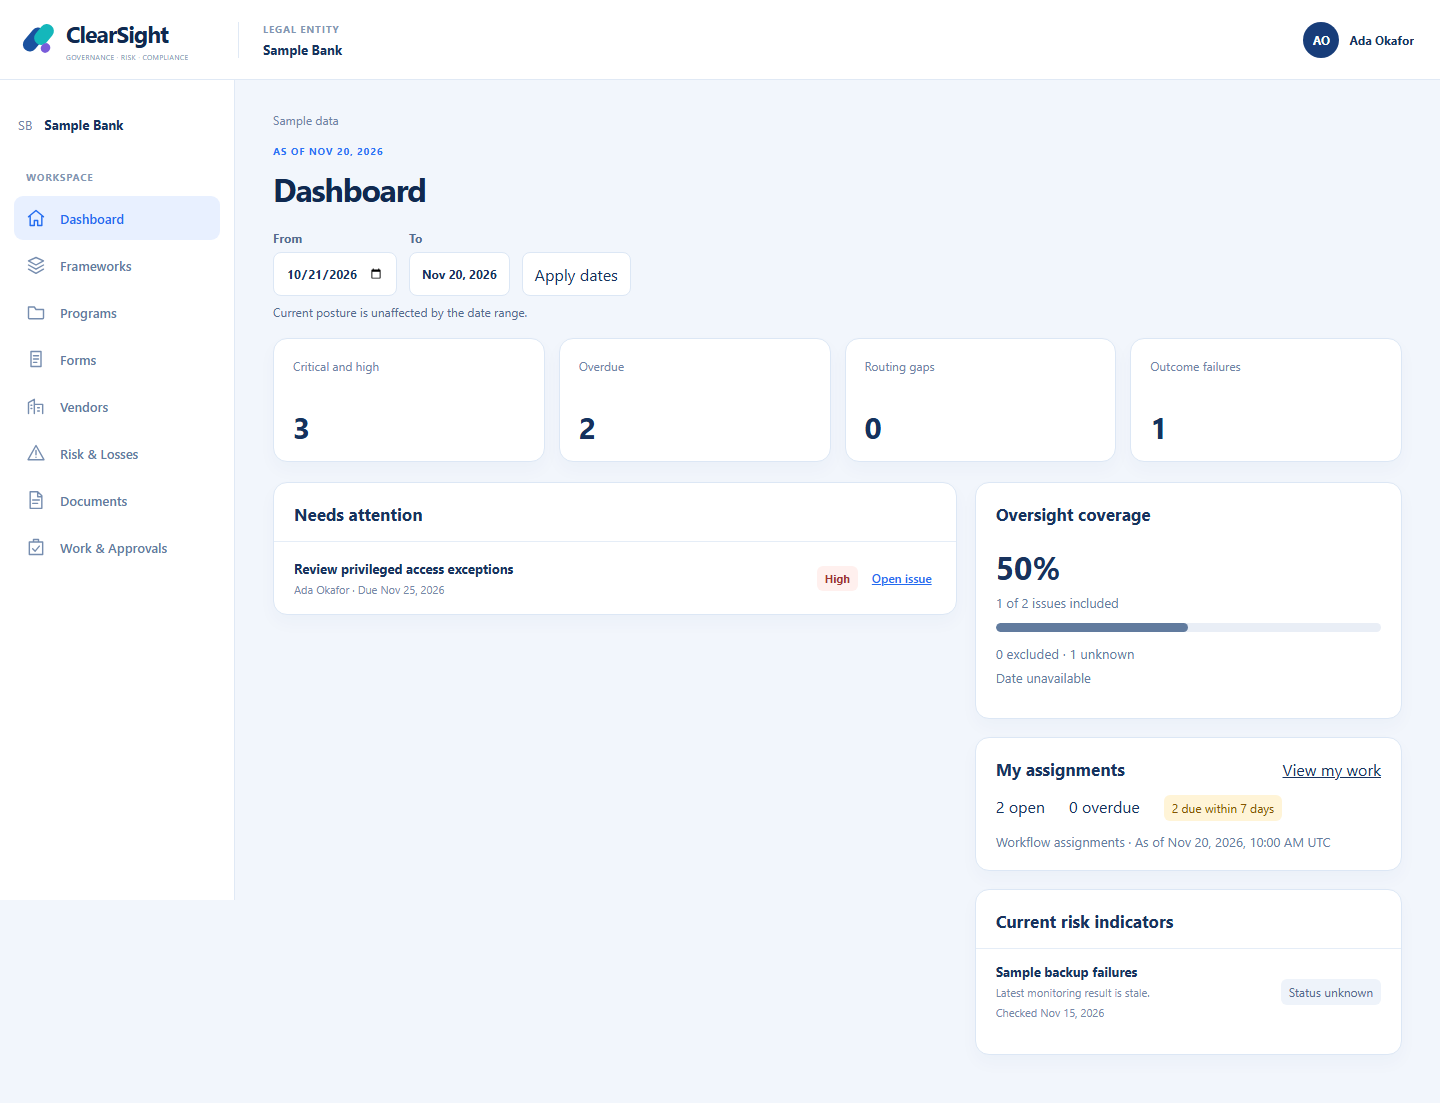 ClearSight
GOVERNANCE · RISK · COMPLIANCE
LEGAL ENTITY
Sample Bank
AO
Ada Okafor
SB
Sample Bank
WORKSPACE
Dashboard
Frameworks
Programs
Forms
Vendors
Risk & Losses
Documents
Work & Approvals
Sample data
AS OF NOV 20, 2026
Dashboard
From
To
10/21/2026
Nov 20, 2026
Apply dates
Current posture is unaffected by the date range.
Critical and high
3
Overdue
2
Routing gaps
0
Outcome failures
1
Needs attention
Review privileged access exceptions
Ada Okafor · Due Nov 25, 2026
High
Open issue
Oversight coverage
50%
1 of 2 issues included
0 excluded · 1 unknown
Date unavailable
My assignments
View my work
2 open
0 overdue
2 due within 7 days
Workflow assignments · As of Nov 20, 2026, 10:00 AM UTC
Current risk indicators
Sample backup failures
Latest monitoring result is stale.
Checked Nov 15, 2026
Status unknown